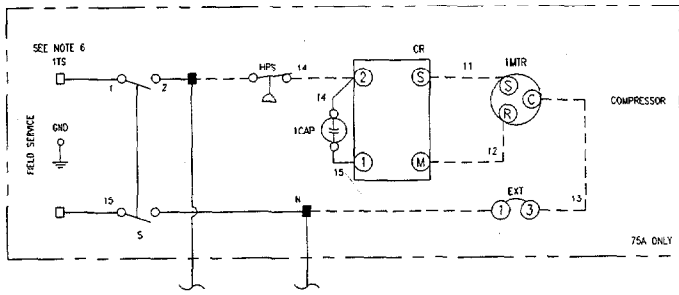 SEE NOTE 6
1TS
1
2
HPS
14
CR
2
S
11
1MTR
S
C
R
COMPRESSOR
14
1CAP
GND
FIELD SERVICE
1
M
12
15
15
S
N
EXT
1
3
13
75A ONLY